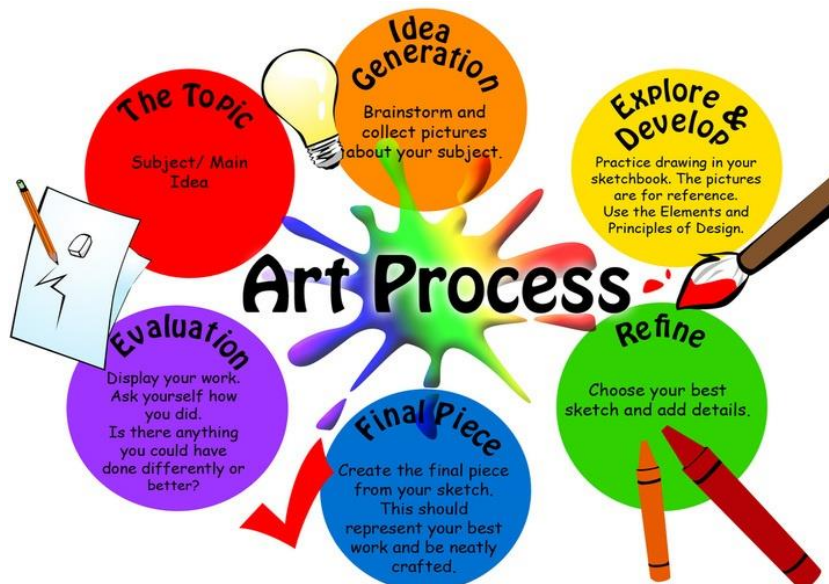 The Topic
Subject/ Main
Idea
Idea
Generation
Brainstorm and
collect pictures
about your subject.
Explore &
Develop
Practice drawing in your
sketchbook. The pictures
are for reference.
Use the Elements and
Principles of Design.
Art Process
Refine
Choose your best
sketch and add details.
Final Piece
Create the final piece
from your sketch.
This should
represent your best
work and be neatly
crafted.
Evaluation
Display your work.
Ask yourself how
you did.
Is there anything
you could have
done differently or
better?